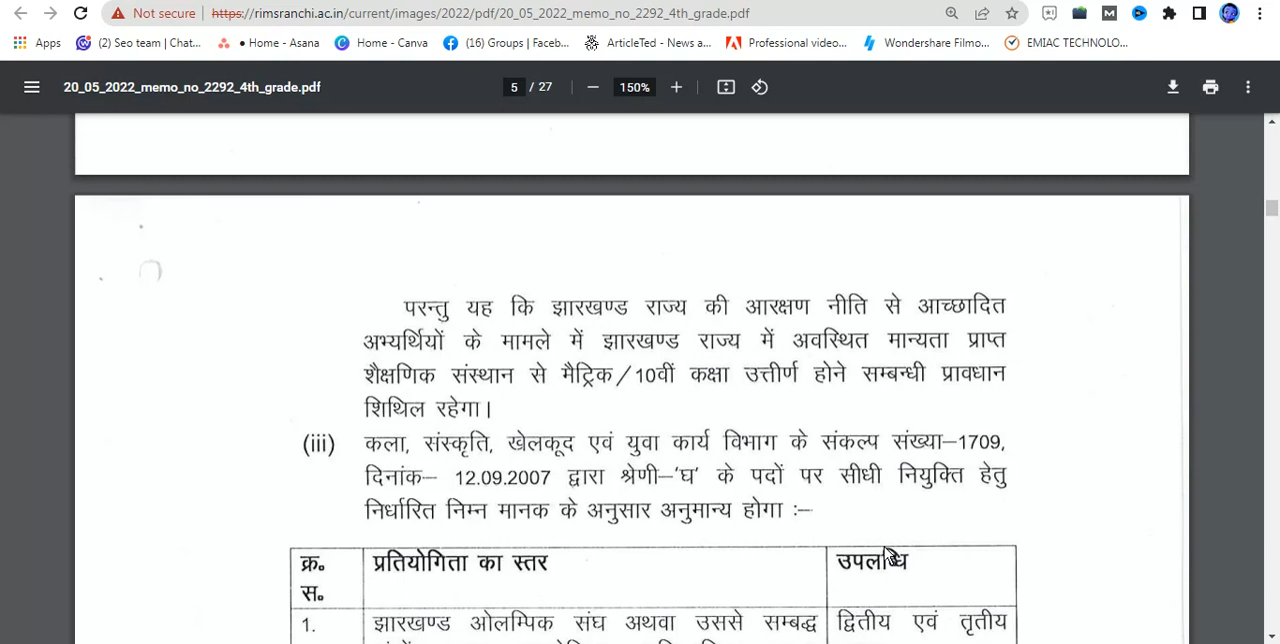 Not secure | https://rimsranchi.ac.in/current/images/2022/pdf/20_05_2022_memo_no_2292_4th_grade.pdf
Apps (2) Seo team | Chat... • Home - Asana Home - Canva (16) Groups | Faceb... ArticleTed - News a... Professional video... Wondershare Filmo... EMIAC TECHNOLO...
20_05_2022_memo_no_2292_4th_grade.pdf 5 / 27 — 150% +
परन्तु यह कि झारखण्ड राज्य की आरक्षण नीति से आच्छादित
अभ्यर्थियों के मामले में झारखण्ड राज्य में अवस्थित मान्यता प्राप्त
शैक्षणिक संस्थान से मैट्रिक/10वीं कक्षा उत्तीर्ण होने सम्बन्धी प्रावधान
शिथिल रहेगा।
(iii) कला, संस्कृति, खेलकूद एवं युवा कार्य विभाग के संकल्प संख्या–1709,
दिनांक– 12.09.2007 द्वारा श्रेणी–'घ' के पदों पर सीधी नियुक्ति हेतु
निर्धारित निम्न मानक के अनुसार अनुमान्य होगा :–
क्र. प्रतियोगिता का स्तर उपलब्धि
स.
1. झारखण्ड ओलम्पिक संघ अथवा उससे सम्बद्ध द्वितीय एवं तृतीय